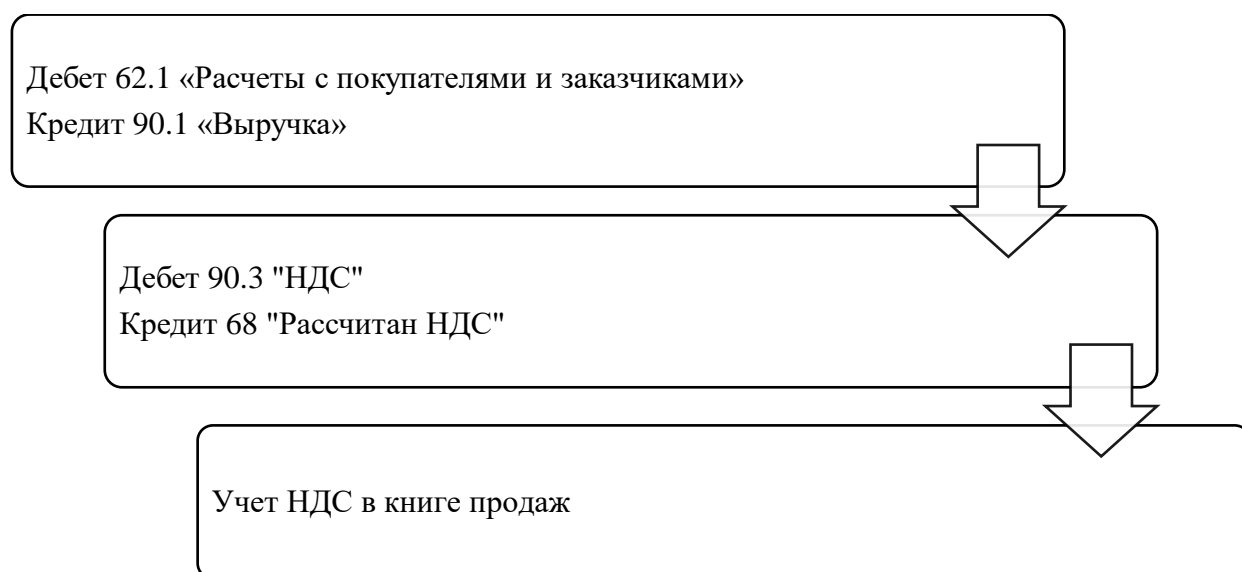 Дебет 62.1 «Расчеты с покупателями и заказчиками»
Кредит 90.1 «Выручка»
Дебет 90.3 "НДС"
Кредит 68 "Рассчитан НДС"
Учет НДС в книге продаж